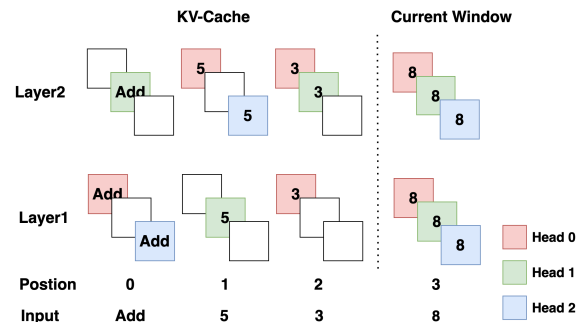 KV-Cache Current Window
5 3 8
Layer2 Add 3 8
5 8
Add 3 8
Layer1 5 8
Add 8 Head 0
Head 1
Postion 0 1 2 3
Head 2
Input Add 5 3 8